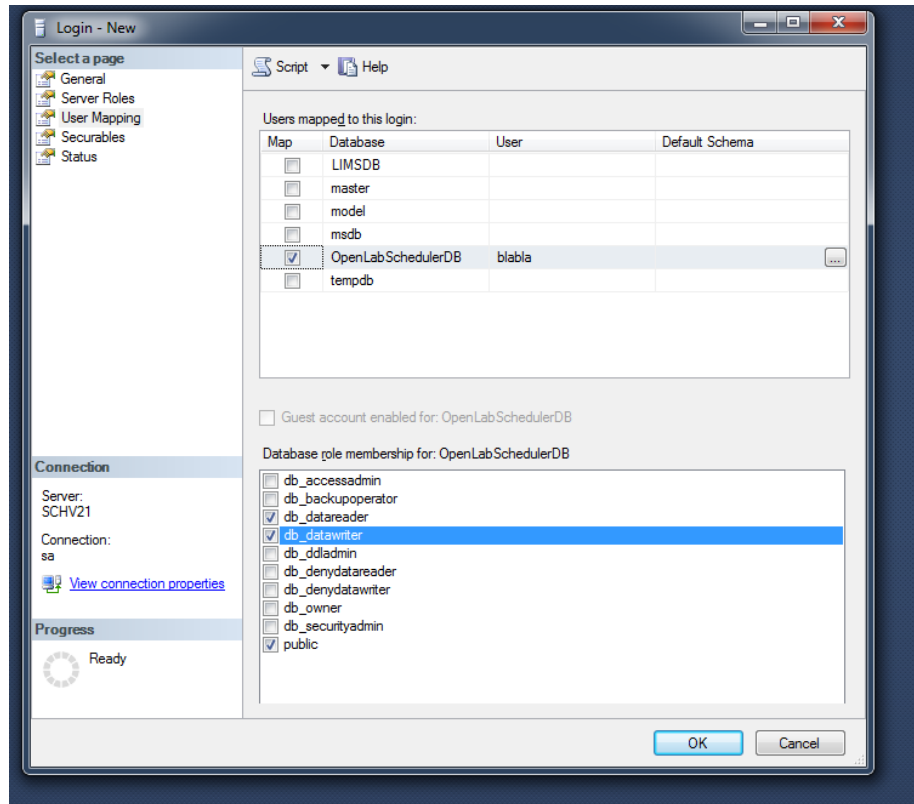 Login - New
Select a page
General
Server Roles
User Mapping
Securables
Status
Script Help
Users mapped to this login:
Map Database User Default Schema
LIMSDB
master
model
msdb
OpenLabSchedulerDB blabla ...
tempdb
Guest account enabled for: OpenLabSchedulerDB
Database role membership for: OpenLabSchedulerDB
db_accessadmin
db_backupoperator
db_datareader
db_datawriter
db_ddladmin
db_denydatareader
db_denydatawriter
db_owner
db_securityadmin
public
Connection
Server:
SCHV21
Connection:
sa
View connection properties
Progress
Ready
OK Cancel